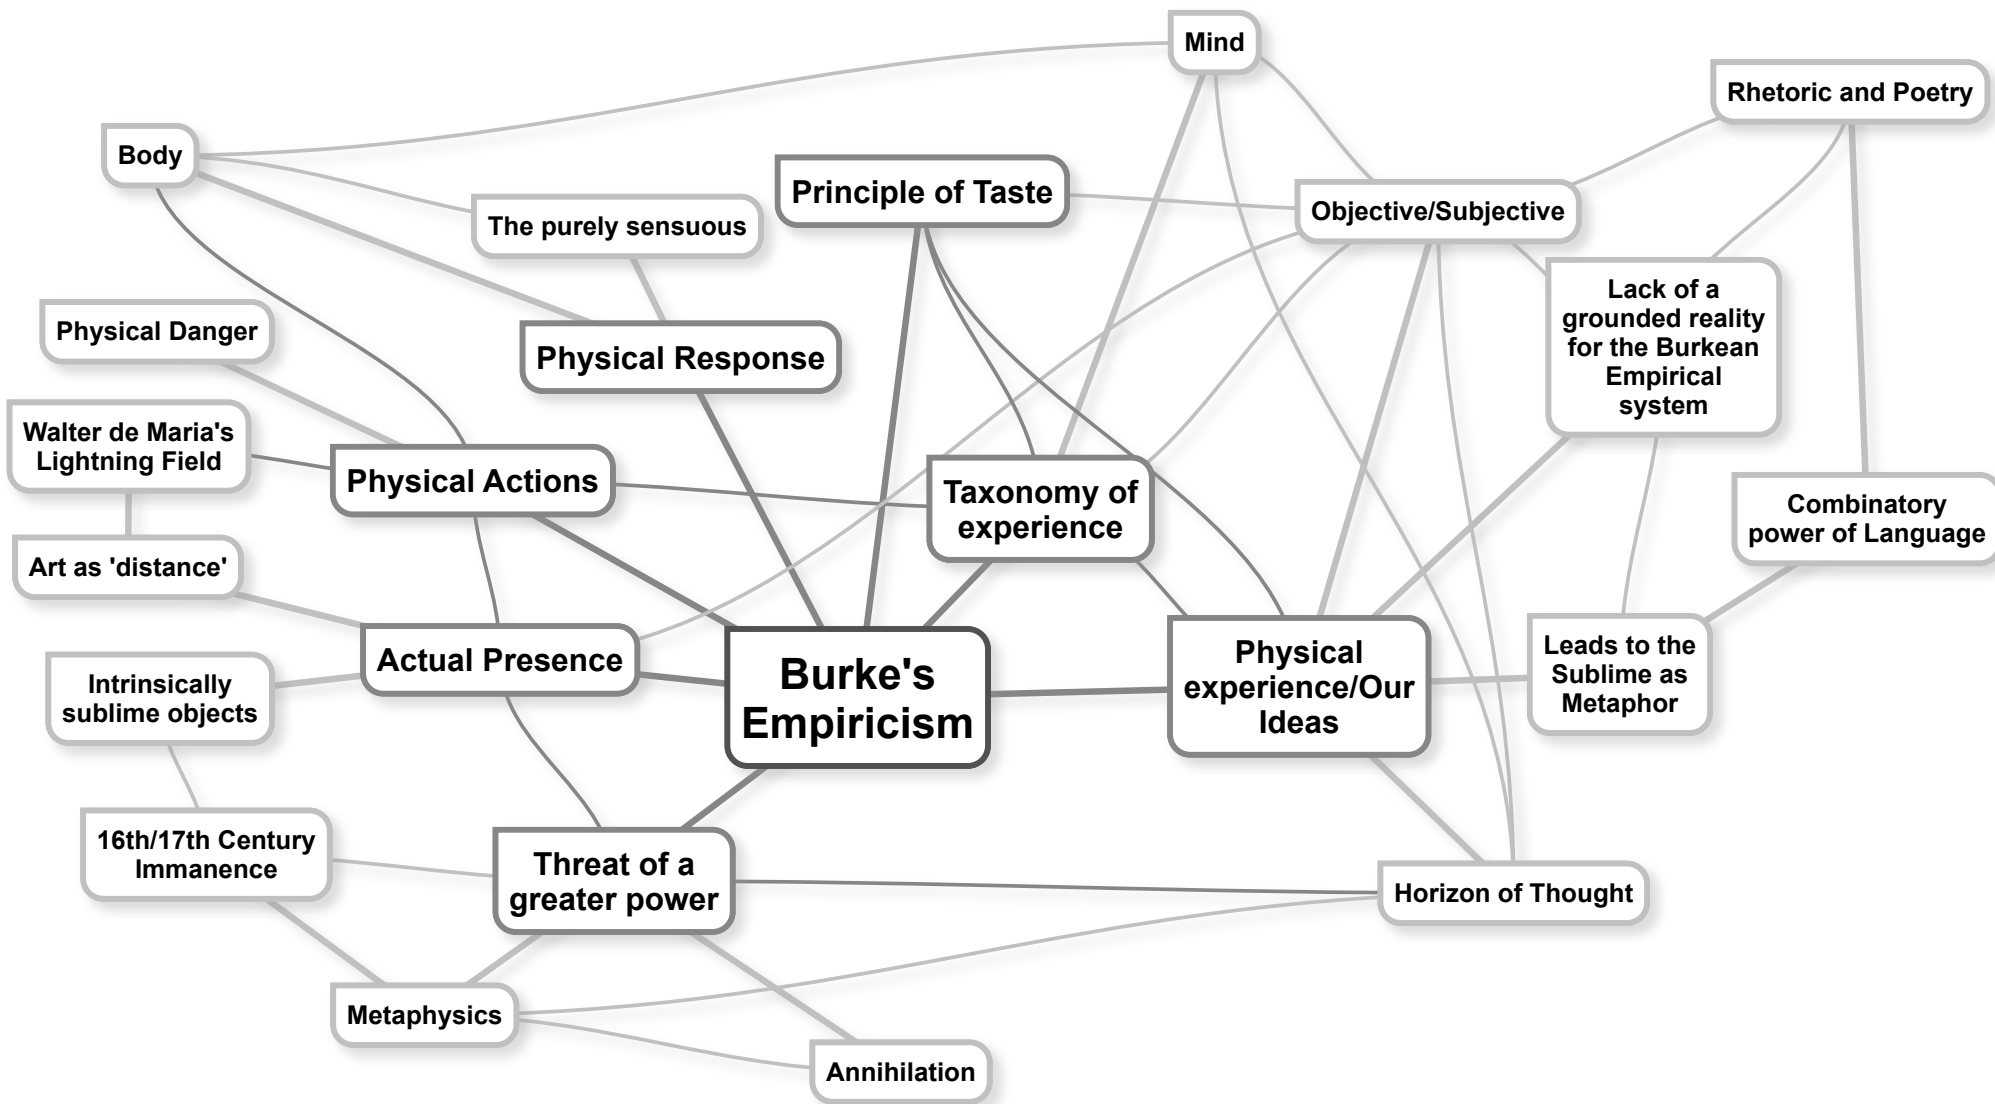 Mind
Rhetoric and Poetry
Body
Principle of Taste
Objective/Subjective
The purely sensuous
Lack of a
grounded reality
for the Burkean
Empirical
system
Physical Danger
Physical Response
Walter de Maria's
Lightning Field
Physical Actions
Taxonomy of
experience
Combinatory
power of Language
Art as 'distance'
Actual Presence
Burke's
Empiricism
Physical
experience/Our
Ideas
Leads to the
Sublime as
Metaphor
Intrinsically
sublime objects
16th/17th Century
Immanence
Threat of a
greater power
Horizon of Thought
Metaphysics
Annihilation